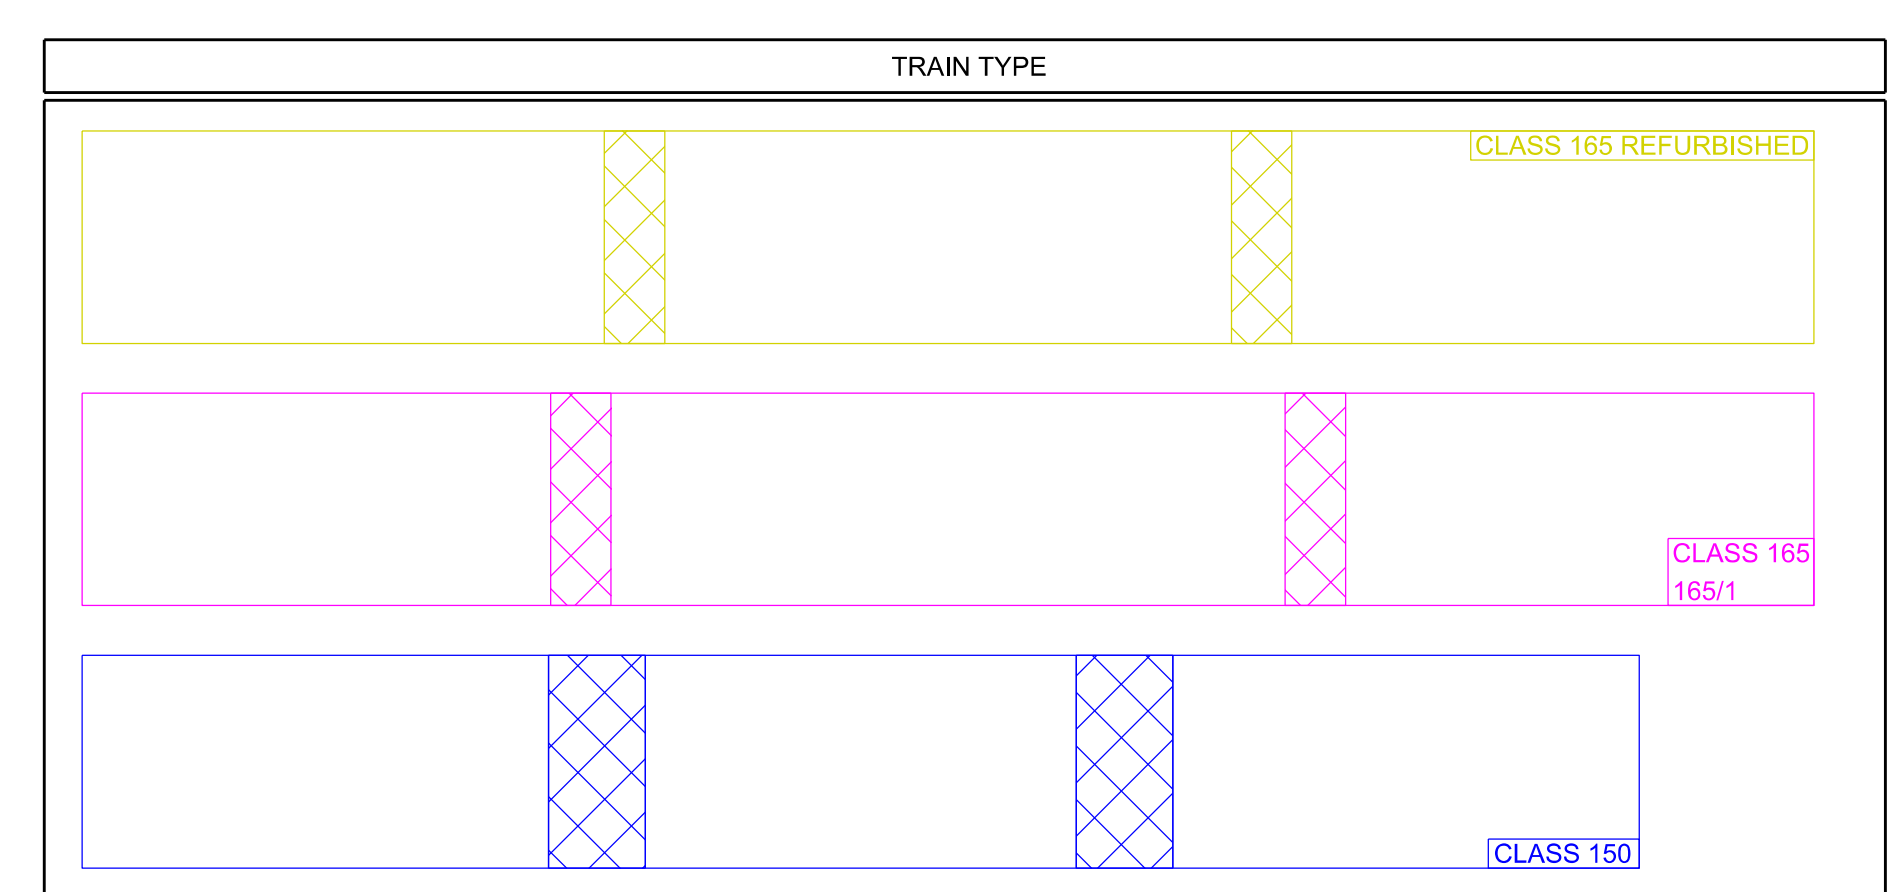 TRAIN TYPE
CLASS 165 REFURBISHED
CLASS 165
165/1
CLASS 150